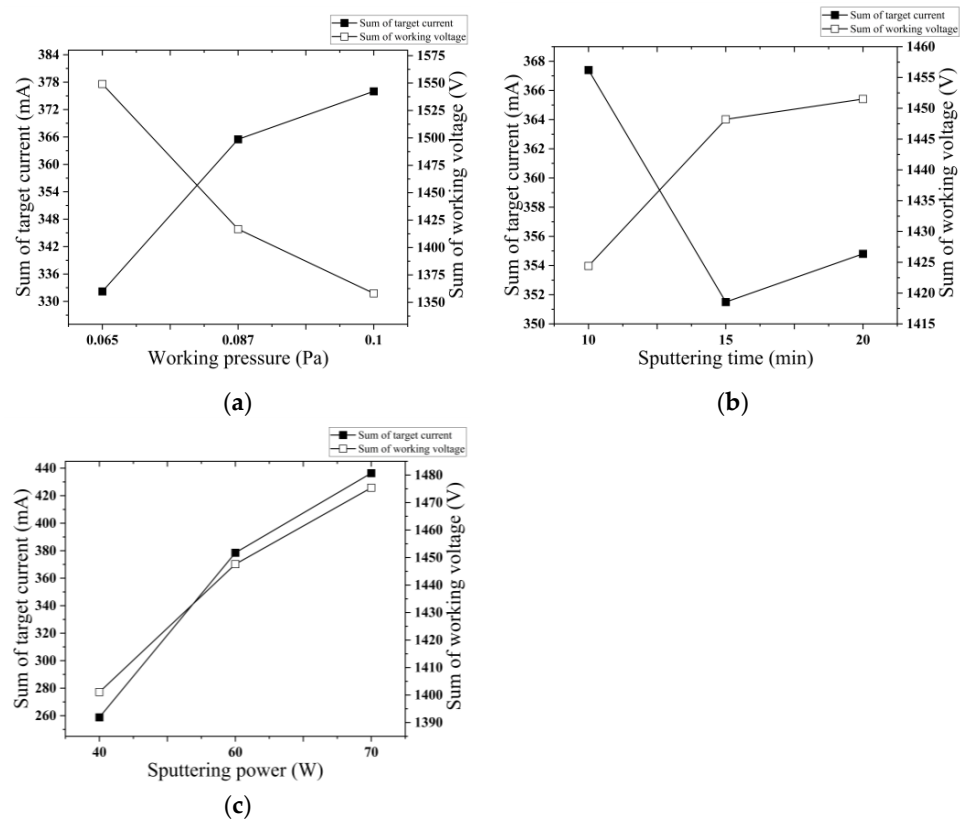 Sum of target current
Sum of working voltage
384
378
372
366
360
354
348
342
336
330
Sum of target current (mA)
1575
1550
1525
1500
1475
1450
1425
1400
1375
1350
Sum of working voltage (V)
0.065 0.087 0.1
Working pressure (Pa)
(a)
Sum of target current
Sum of working voltage
368
366
364
362
360
358
356
354
352
350
Sum of target current (mA)
1460
1455
1450
1445
1440
1435
1430
1425
1420
1415
Sum of working voltage (V)
10 15 20
Sputtering time (min)
(b)
Sum of target current
Sum of working voltage
440
420
400
380
360
340
320
300
280
260
Sum of target current (mA)
1480
1470
1460
1450
1440
1430
1420
1410
1400
1390
Sum of working voltage (V)
40 60 70
Sputtering power (W)
(c)